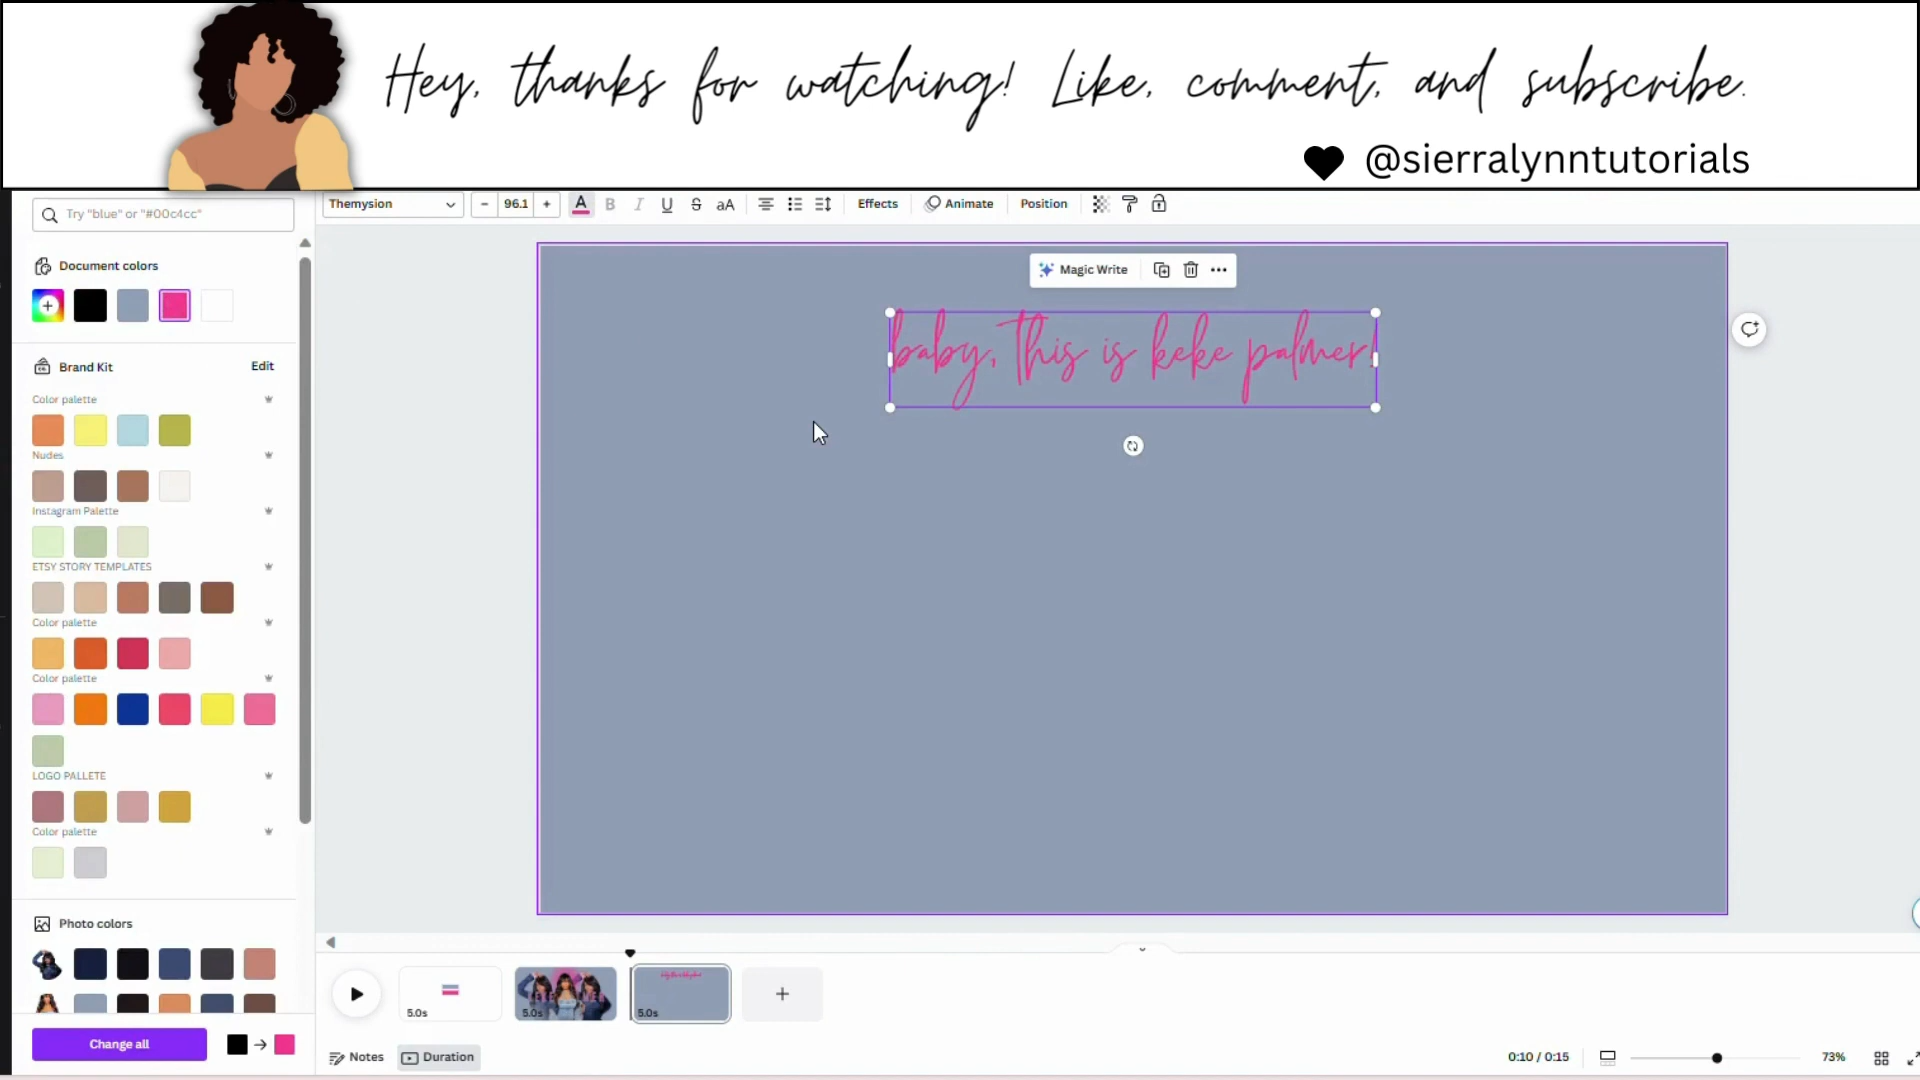 Hey, thanks for watching! Like, comment, and subscribe.
@sierralynntutorials
Try "blue" or "#00c4cc"
Themysion
- 96.1 +
A B I U S aA
Effects
Animate
Position
Document colors
Magic Write
baby, this is keke palmer!
Brand Kit
Edit
Color palette
Nudes
Instagram Palette
ETSY STORY TEMPLATES
Color palette
Color palette
LOGO PALLETE
Color palette
Photo colors
Change all
5.0s
5.0s
5.0s
Notes
Duration
0:10 / 0:15
73%